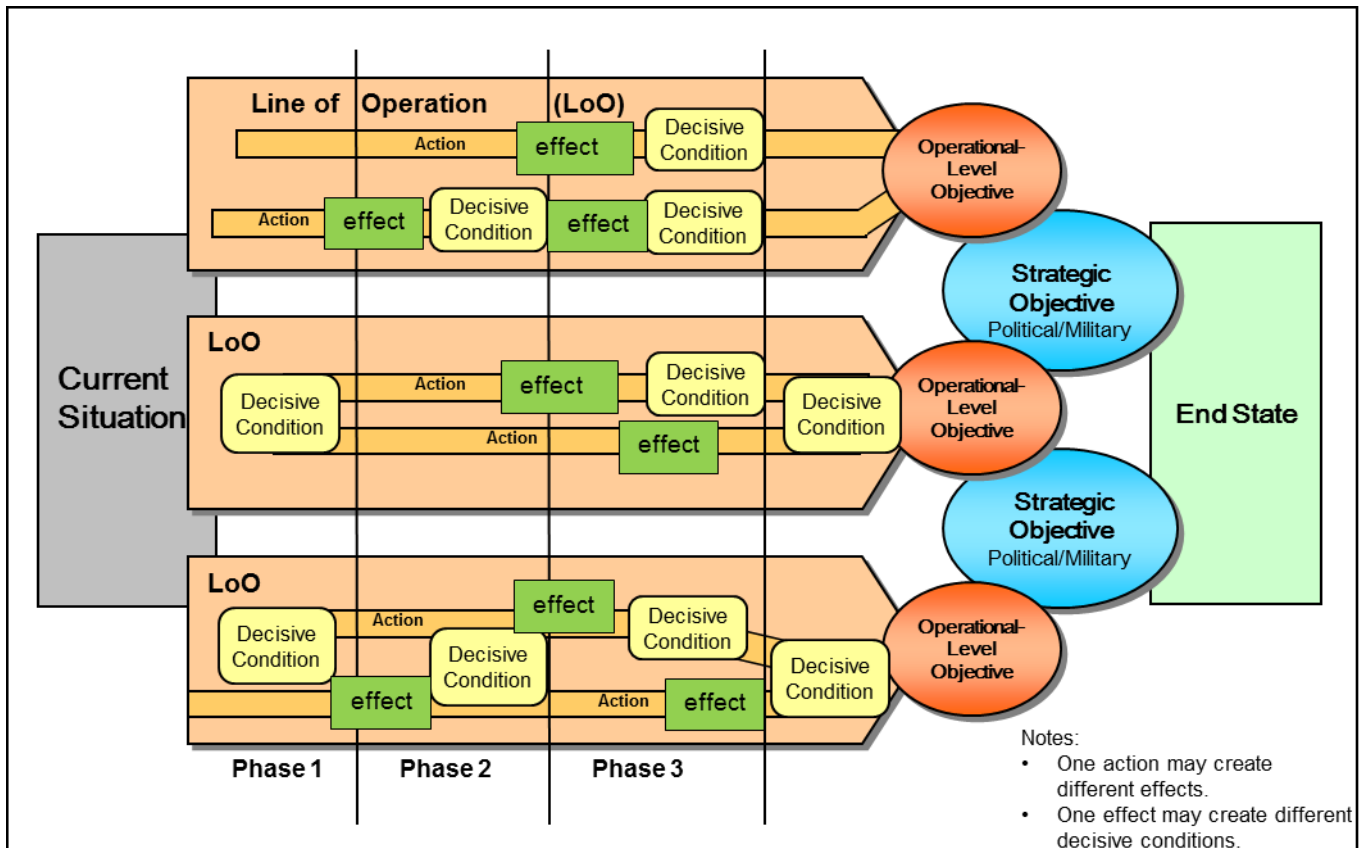 Line of Operation (LoO)
Action
effect
Decisive
Condition
Action
effect
Decisive
Condition
effect
Decisive
Condition
Operational-
Level
Objective
Current
Situation
Strategic
Objective
Political/Military
End State
LoO
Decisive
Condition
Action
effect
Decisive
Condition
Action
effect
Decisive
Condition
Operational-
Level
Objective
Strategic
Objective
Political/Military
LoO
Decisive
Condition
Action
effect
Decisive
Condition
effect
Decisive
Condition
Action
effect
Decisive
Condition
Operational-
Level
Objective
Phase 1
Phase 2
Phase 3
Notes:
• One action may create
different effects.
• One effect may create different
decisive conditions.